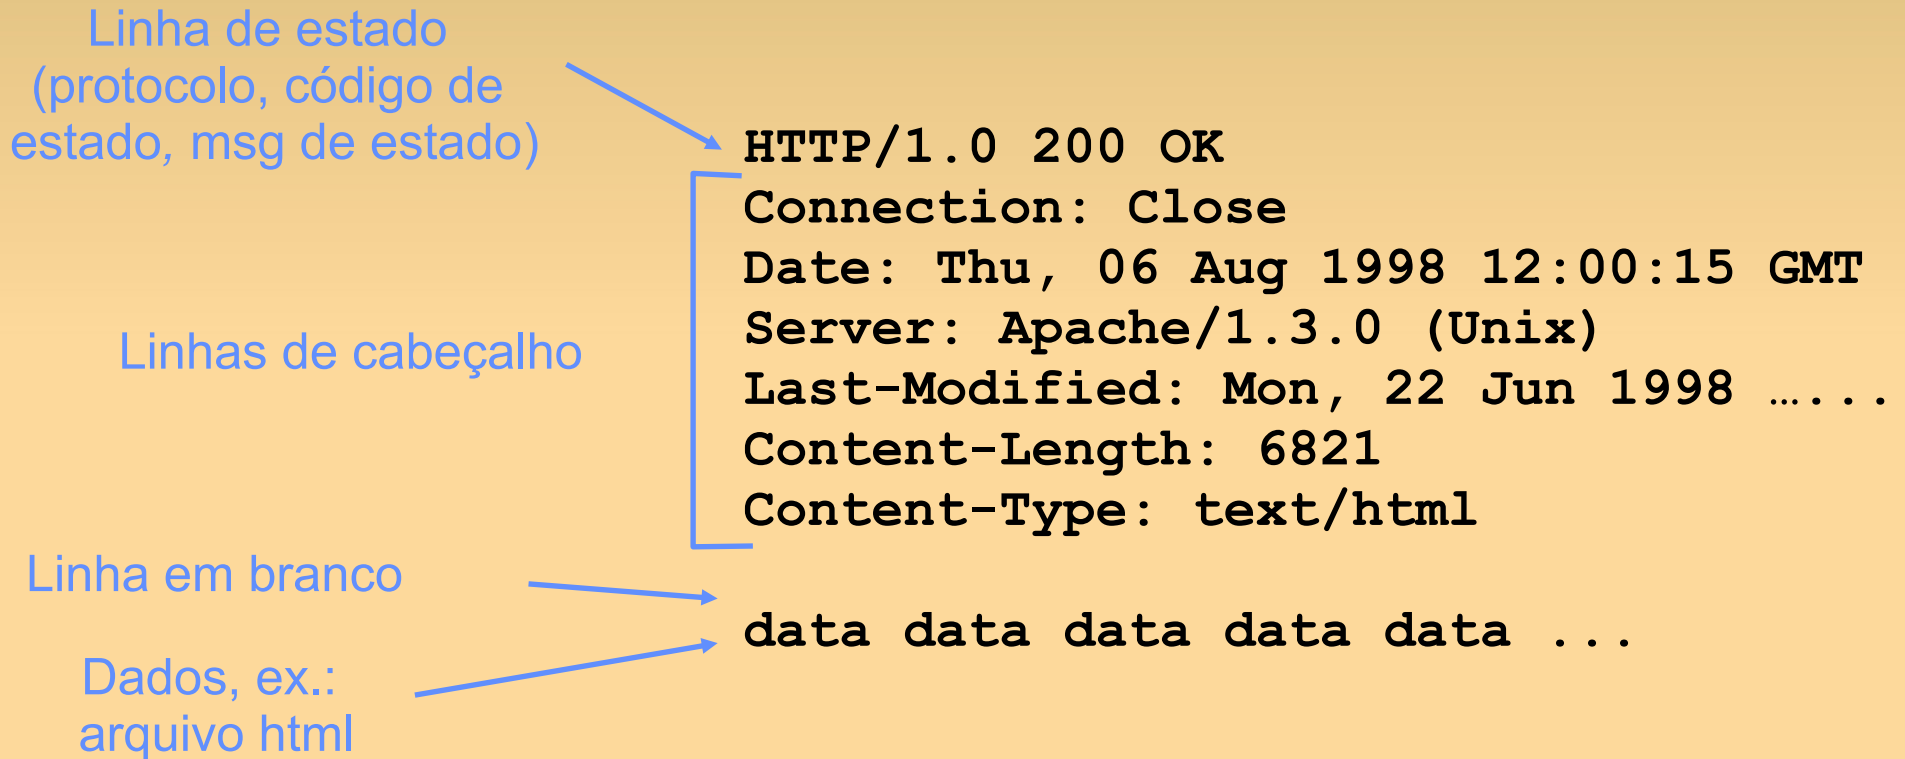 Linha de estado
(protocolo, código de
estado, msg de estado)
HTTP/1.0 200 OK
Connection: Close
Date: Thu, 06 Aug 1998 12:00:15 GMT
Server: Apache/1.3.0 (Unix)
Linhas de cabeçalho
Last-Modified: Mon, 22 Jun 1998 …...
Content-Length: 6821
Content-Type: text/html
Linha em branco
data data data data data ...
Dados, ex.:
arquivo html